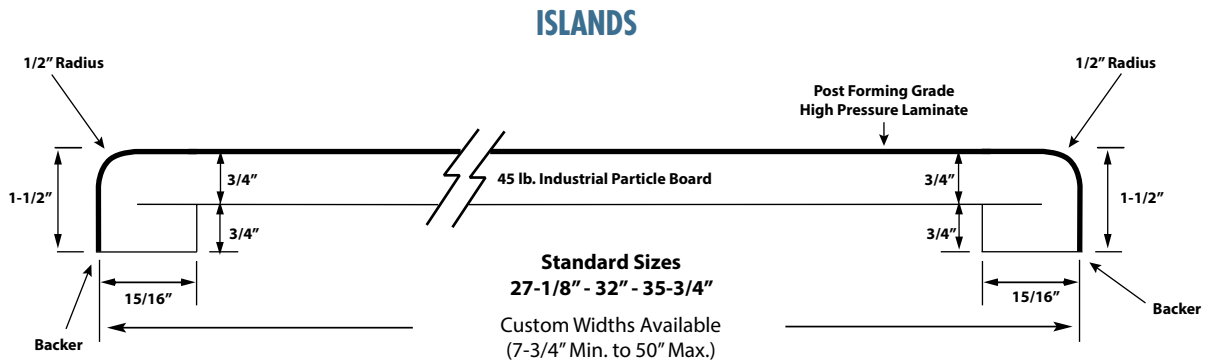 ISLANDS
1/2” Radius
1/2” Radius
Post Forming Grade
High Pressure Laminate
1-1/2”
3/4”
45 lb. Industrial Particle Board
3/4”
1-1/2”
3/4”
3/4”
Standard Sizes
27-1/8” - 32” - 35-3/4”
15/16”
15/16”
Backer
Backer
Custom Widths Available
(7-3/4” Min. to 50” Max.)